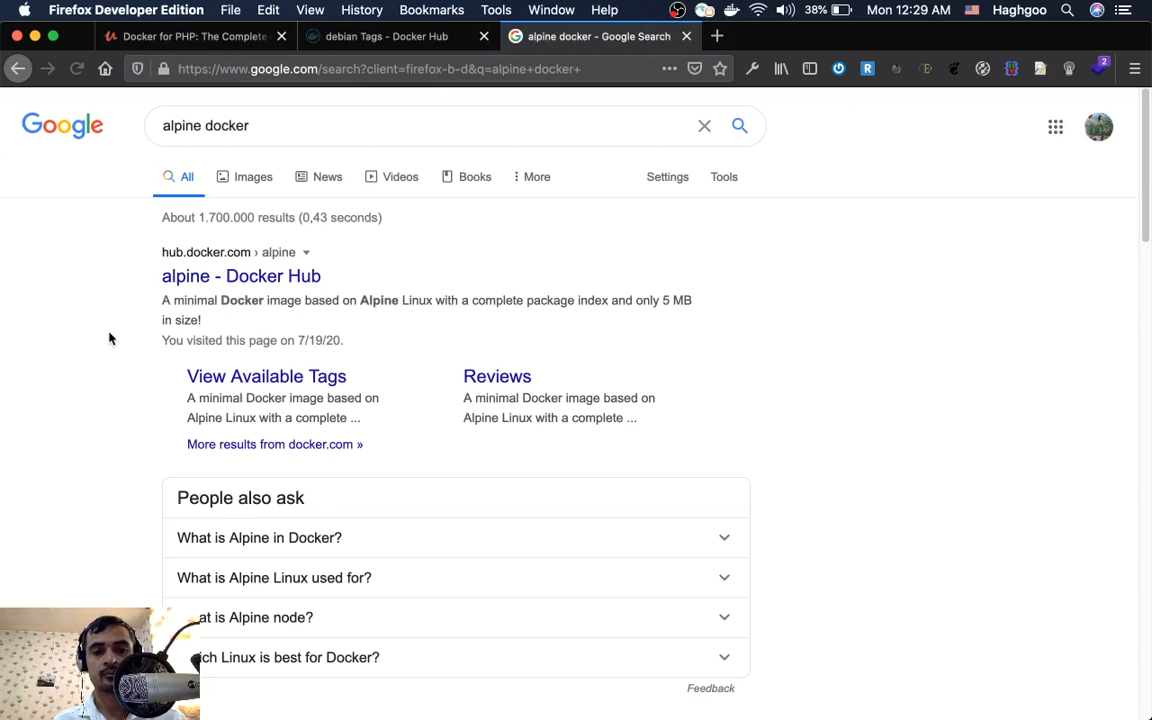 Firefox Developer Edition File Edit View History Bookmarks Tools Window Help 38% Mon 12:29 AM Haghgoo
Docker for PHP: The Complete debian Tags - Docker Hub alpine docker - Google Search
https://www.google.com/search?client=firefox-b-d&q=alpine+docker+
R 2
Google alpine docker
All Images News Videos Books More Settings Tools
About 1.700.000 results (0,43 seconds)
hub.docker.com › alpine
alpine - Docker Hub
A minimal Docker image based on Alpine Linux with a complete package index and only 5 MB
in size!
You visited this page on 7/19/20.
View Available Tags
A minimal Docker image based on
Alpine Linux with a complete ...
Reviews
A minimal Docker image based on
Alpine Linux with a complete ...
More results from docker.com »
People also ask
What is Alpine in Docker?
What is Alpine Linux used for?
at is Alpine node?
ich Linux is best for Docker?
Feedback